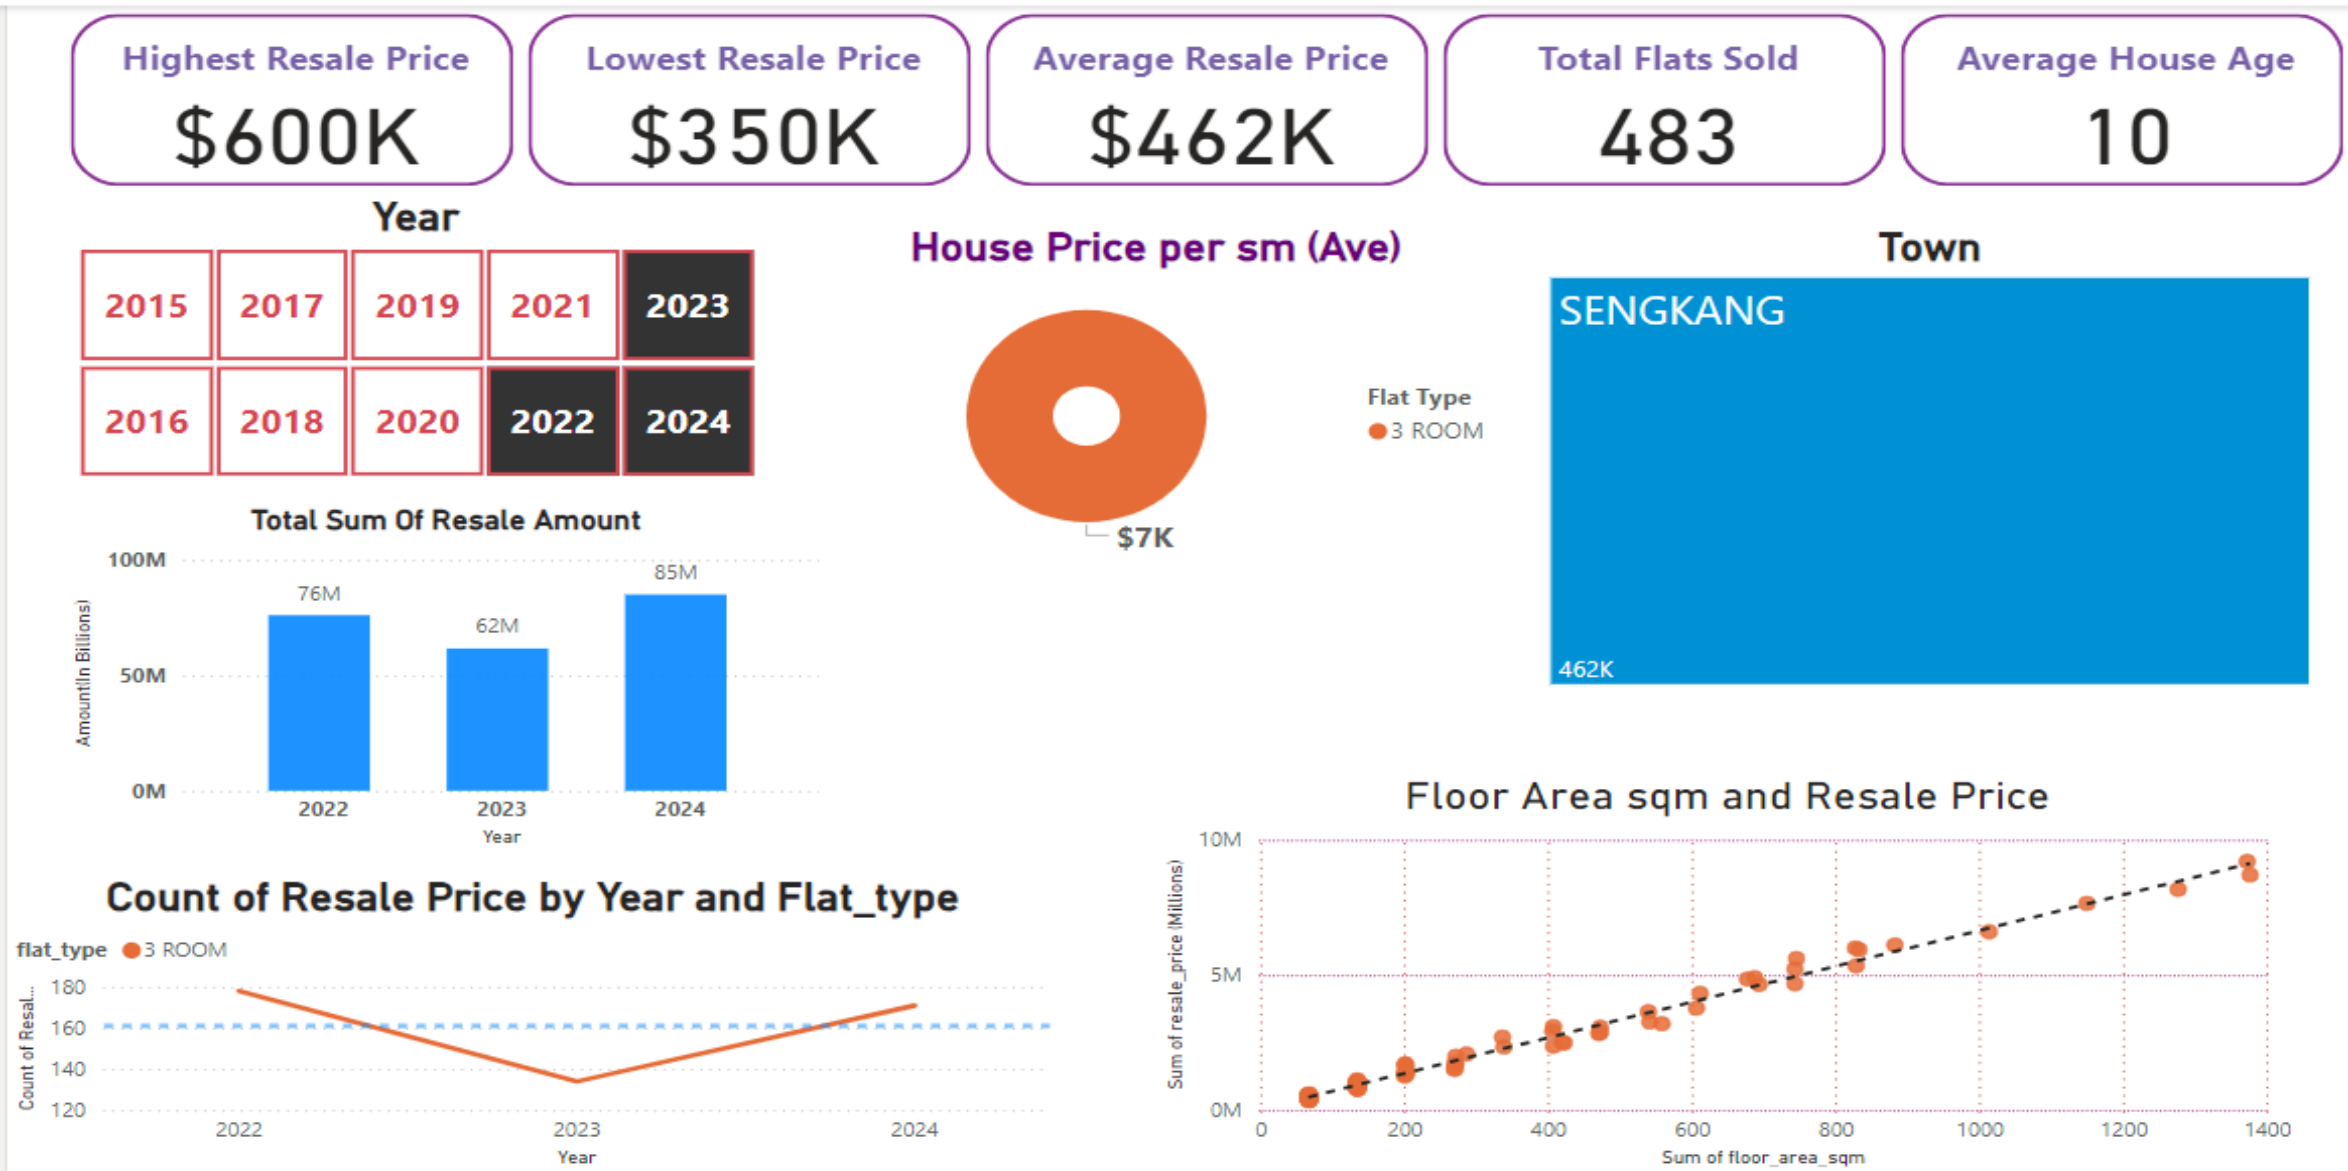 Highest Resale Price
$600K
Lowest Resale Price
$350K
Average Resale Price
$462K
Total Flats Sold
483
Average House Age
10
Year
2015 2017 2019 2021 2023
2016 2018 2020 2022 2024
House Price per sm (Ave)
$7K
Flat Type
3 ROOM
Town
SENGKANG
462K
Total Sum Of Resale Amount
Amount(In Billions)
100M
50M
0M
76M
62M
85M
2022 2023 2024
Year
Count of Resale Price by Year and Flat_type
flat_type 3 ROOM
Count of Resal...
180
160
140
120
2022 2023 2024
Year
Floor Area sqm and Resale Price
Sum of resale_price (Millions)
10M
5M
0M
0 200 400 600 800 1000 1200 1400
Sum of floor_area_sqm